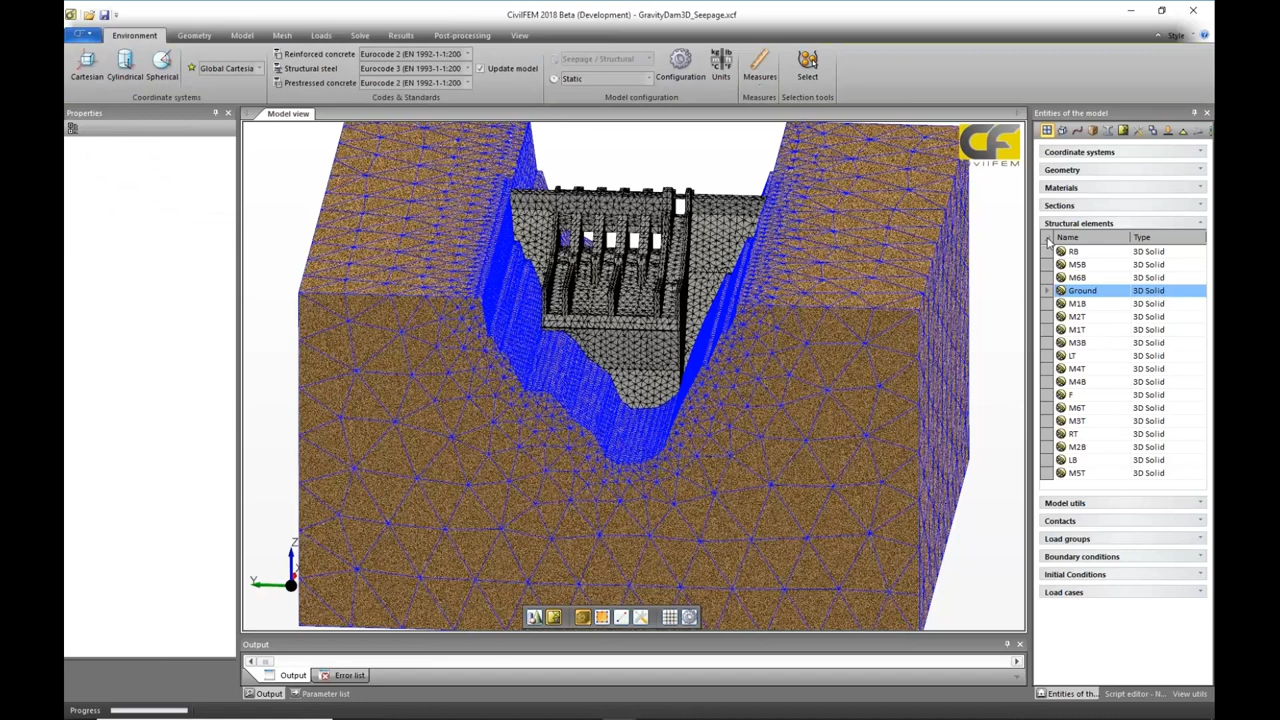 CivilFEM 2018 Beta (Development) - GravityDam3D_Seepage.xcf
Environment Geometry Model Mesh Loads Solve Results Post-processing View Style
Cartesian Cylindrical Spherical
Global Cartesia
Coordinate systems
Reinforced concrete Eurocode 2 (EN 1992-1-1:200
Structural steel Eurocode 3 (EN 1993-1-1:200
Prestressed concrete Eurocode 2 (EN 1992-1-1:200
Update model
Codes & Standards
Seepage / Structural
Static
Configuration Units
Model configuration
Measures
Measures
Select
Selection tools
Properties
Model view
CF
Z
Y
Entities of the model
Coordinate systems
Geometry
Materials
Sections
Structural elements
Name Type
RB 3D Solid
M5B 3D Solid
M6B 3D Solid
Ground 3D Solid
M1B 3D Solid
M2T 3D Solid
M1T 3D Solid
M3B 3D Solid
LT 3D Solid
M4T 3D Solid
M4B 3D Solid
F 3D Solid
M6T 3D Solid
M3T 3D Solid
RT 3D Solid
M2B 3D Solid
LB 3D Solid
M5T 3D Solid
Model utils
Contacts
Load groups
Boundary conditions
Initial Conditions
Load cases
Output
Output Error list
Output Parameter list
Entities of th... Script editor - N... View utils
Progress